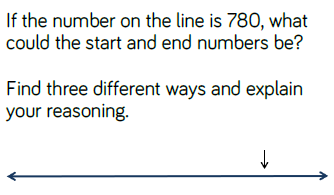 If the number on the line is 780, what
could the start and end numbers be?
Find three different ways and explain
your reasoning.